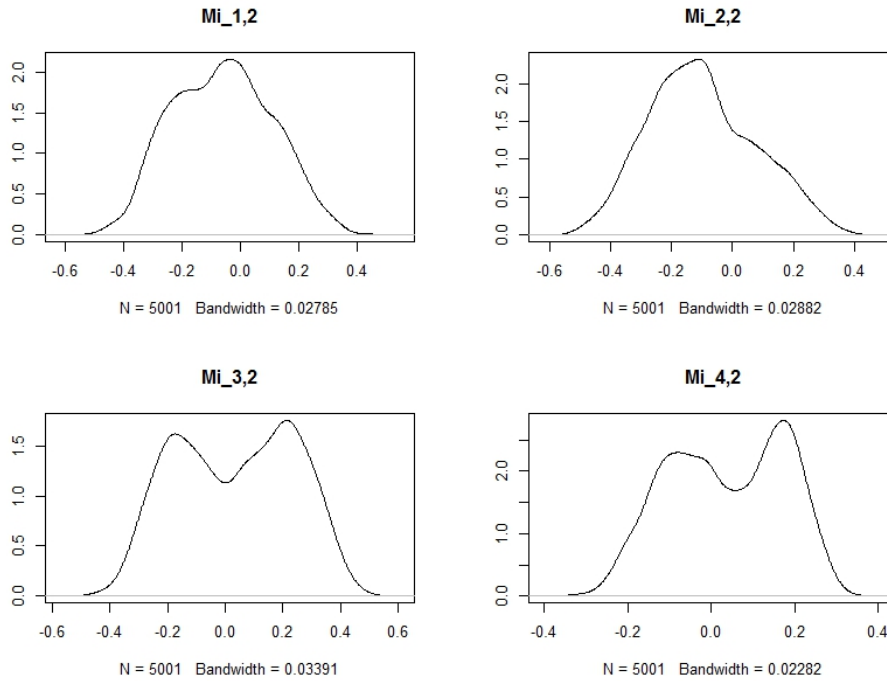 Mi_1,2
Mi_2,2
2.0
1.5
1.0
0.5
0.0
2.0
1.5
1.0
0.5
0.0
-0.6 -0.4 -0.2 0.0 0.2 0.4
-0.6 -0.4 -0.2 0.0 0.2 0.4
N = 5001 Bandwidth = 0.02785
N = 5001 Bandwidth = 0.02882
Mi_3,2
Mi_4,2
1.5
1.0
0.5
0.0
2.0
1.0
0.0
-0.6 -0.4 -0.2 0.0 0.2 0.4 0.6
-0.4 -0.2 0.0 0.2 0.4
N = 5001 Bandwidth = 0.03391
N = 5001 Bandwidth = 0.02282